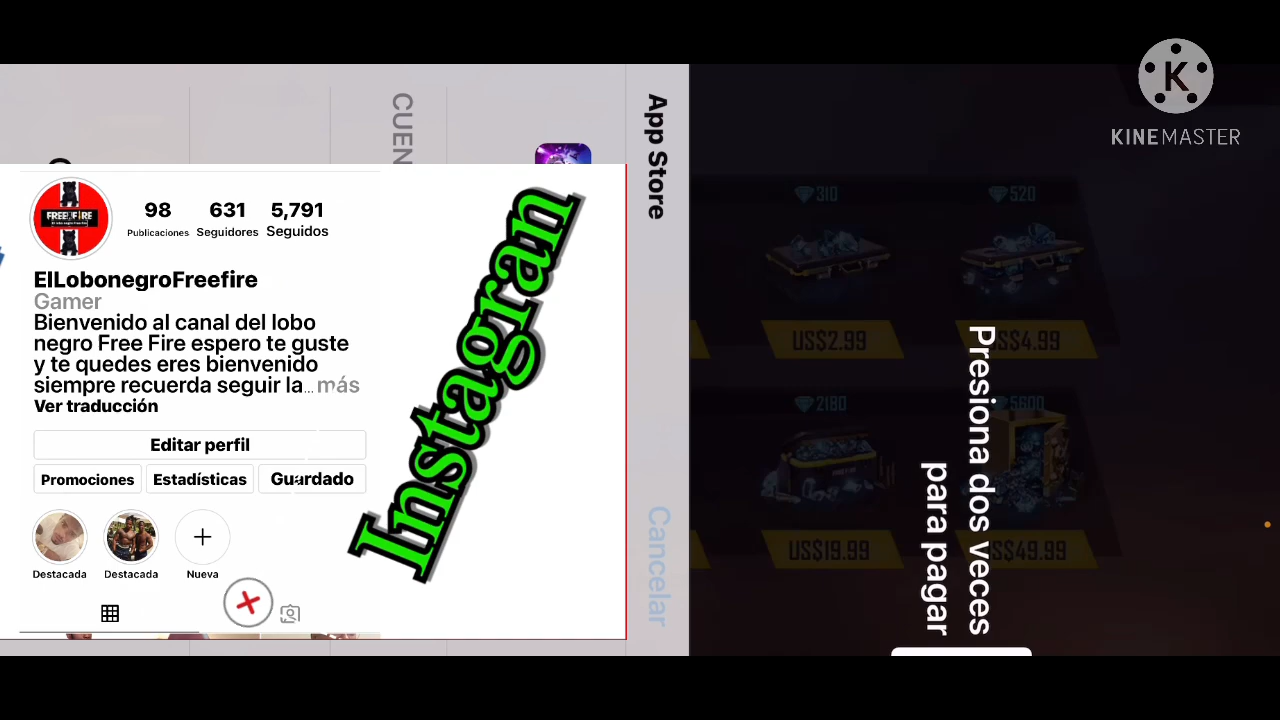 KINEMASTER
App Store
CUEN
98 631 5,791
Publicaciones Seguidores Seguidos
FREE FIRE
ElLobonegroFreefire
Gamer
Bienvenido al canal del lobo
negro Free Fire espero te guste
y te quedes eres bienvenido
siempre recuerda seguir la... más
Ver traducción
Editar perfil
Promociones Estadísticas Guardado
Destacada Destacada Nueva
Instagran
Cancelar
310 520
US$2.99 US$4.99
2180 5600
US$19.99 US$49.99
Presiona dos veces
para pagar